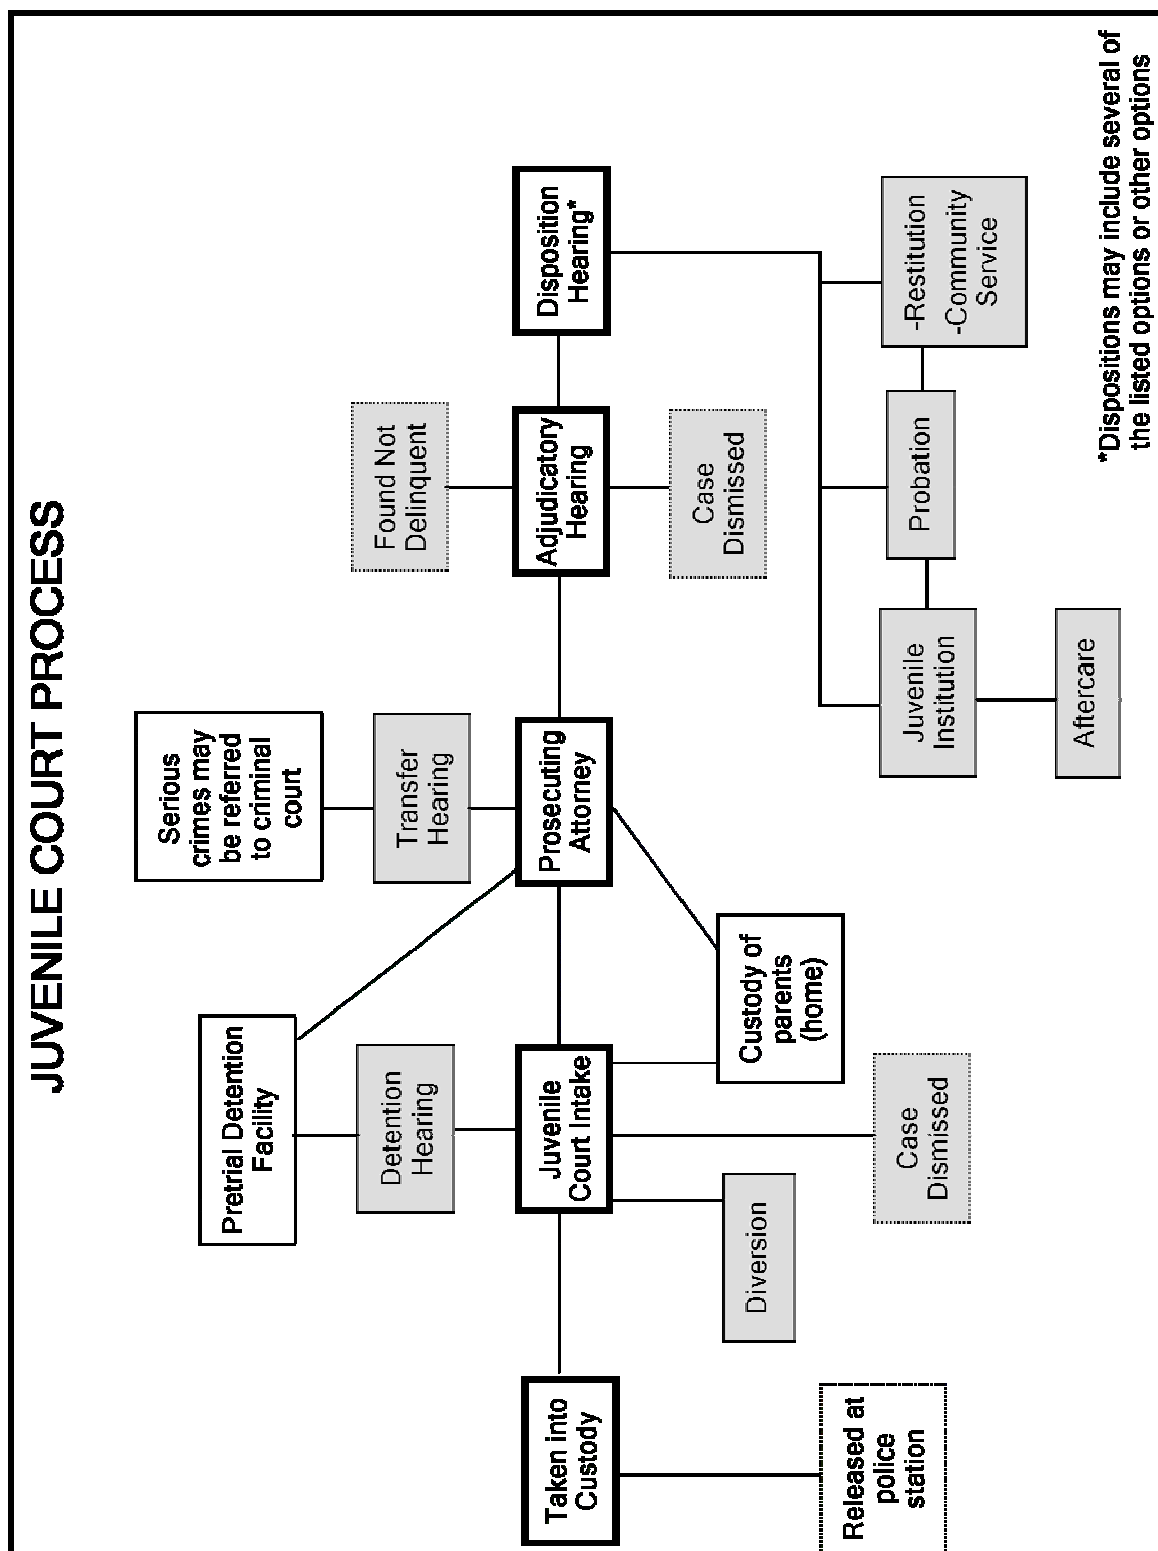 JUVENILE COURT PROCESS
Serious
crimes may
be referred
to criminal
court
Pretrial Detention
Facility
Transfer
Hearing
Found Not
Delinquent
Detention
Hearing
Taken into
Custody
Juvenile
Court Intake
Prosecuting
Attorney
Adjudicatory
Hearing
Disposition
Hearing*
Case
Dismissed
Custody of
parents
(home)
Diversion
Case
Dismissed
Released at
police
station
Juvenile
Institution
Probation
-Restitution
-Community
Service
Aftercare
*Dispositions may include several of
the listed options or other options